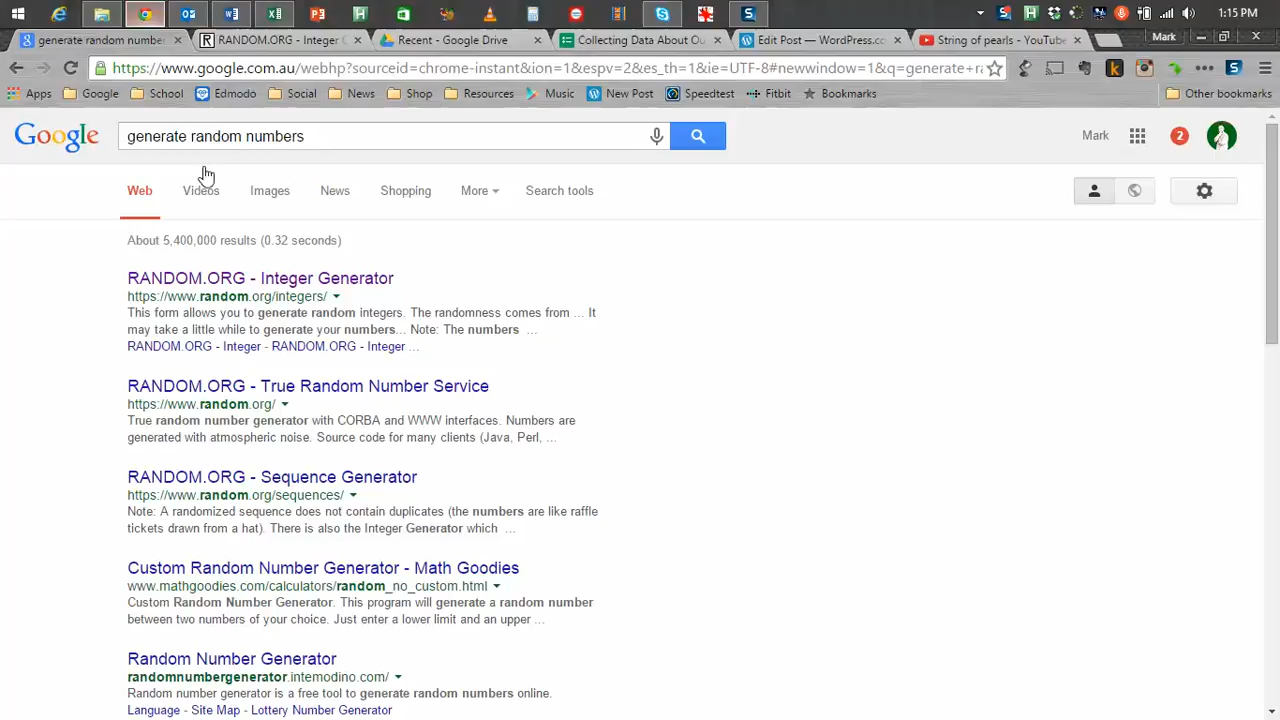 1:15 PM
generate random numbe
RANDOM.ORG - Integer G
Recent - Google Drive
Collecting Data About Ou
Edit Post — WordPress.co
String of pearls - YouTube
Mark
https://www.google.com.au/webhp?sourceid=chrome-instant&ion=1&espv=2&es_th=1&ie=UTF-8#newwindow=1&q=generate+ra
Apps Google School Edmodo Social News Shop Resources Music New Post Speedtest Fitbit Bookmarks Other bookmarks
Google generate random numbers Mark 2
Web Videos Images News Shopping More Search tools
About 5,400,000 results (0.32 seconds)
RANDOM.ORG - Integer Generator
https://www.random.org/integers/
This form allows you to generate random integers. The randomness comes from ... It
may take a little while to generate your numbers... Note: The numbers ...
RANDOM.ORG - Integer - RANDOM.ORG - Integer ...
RANDOM.ORG - True Random Number Service
https://www.random.org/
True random number generator with CORBA and WWW interfaces. Numbers are
generated with atmospheric noise. Source code for many clients (Java, Perl, ...
RANDOM.ORG - Sequence Generator
https://www.random.org/sequences/
Note: A randomized sequence does not contain duplicates (the numbers are like raffle
tickets drawn from a hat). There is also the Integer Generator which ...
Custom Random Number Generator - Math Goodies
www.mathgoodies.com/calculators/random_no_custom.html
Custom Random Number Generator. This program will generate a random number
between two numbers of your choice. Just enter a lower limit and an upper ...
Random Number Generator
randomnumbergenerator.intemodino.com/
Random number generator is a free tool to generate random numbers online.
Language - Site Map - Lottery Number Generator